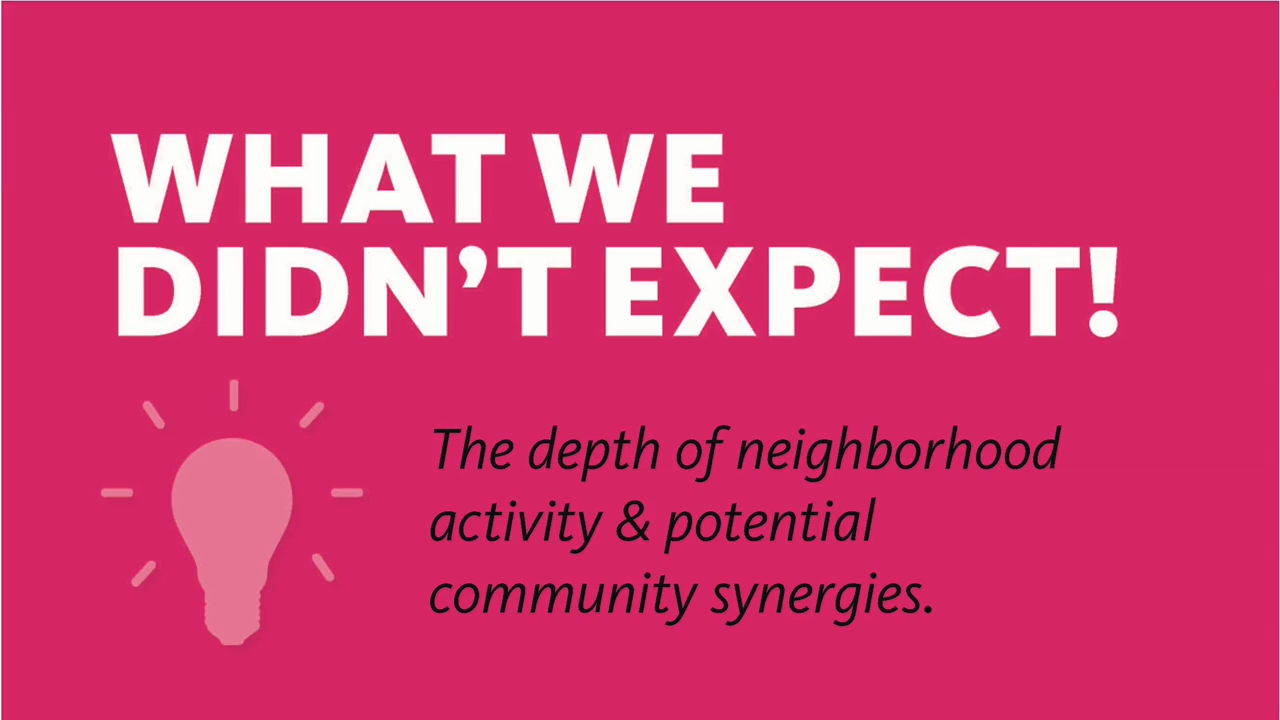 WHAT WE
DIDN’T EXPECT!
The depth of neighborhood
activity & potential
community synergies.